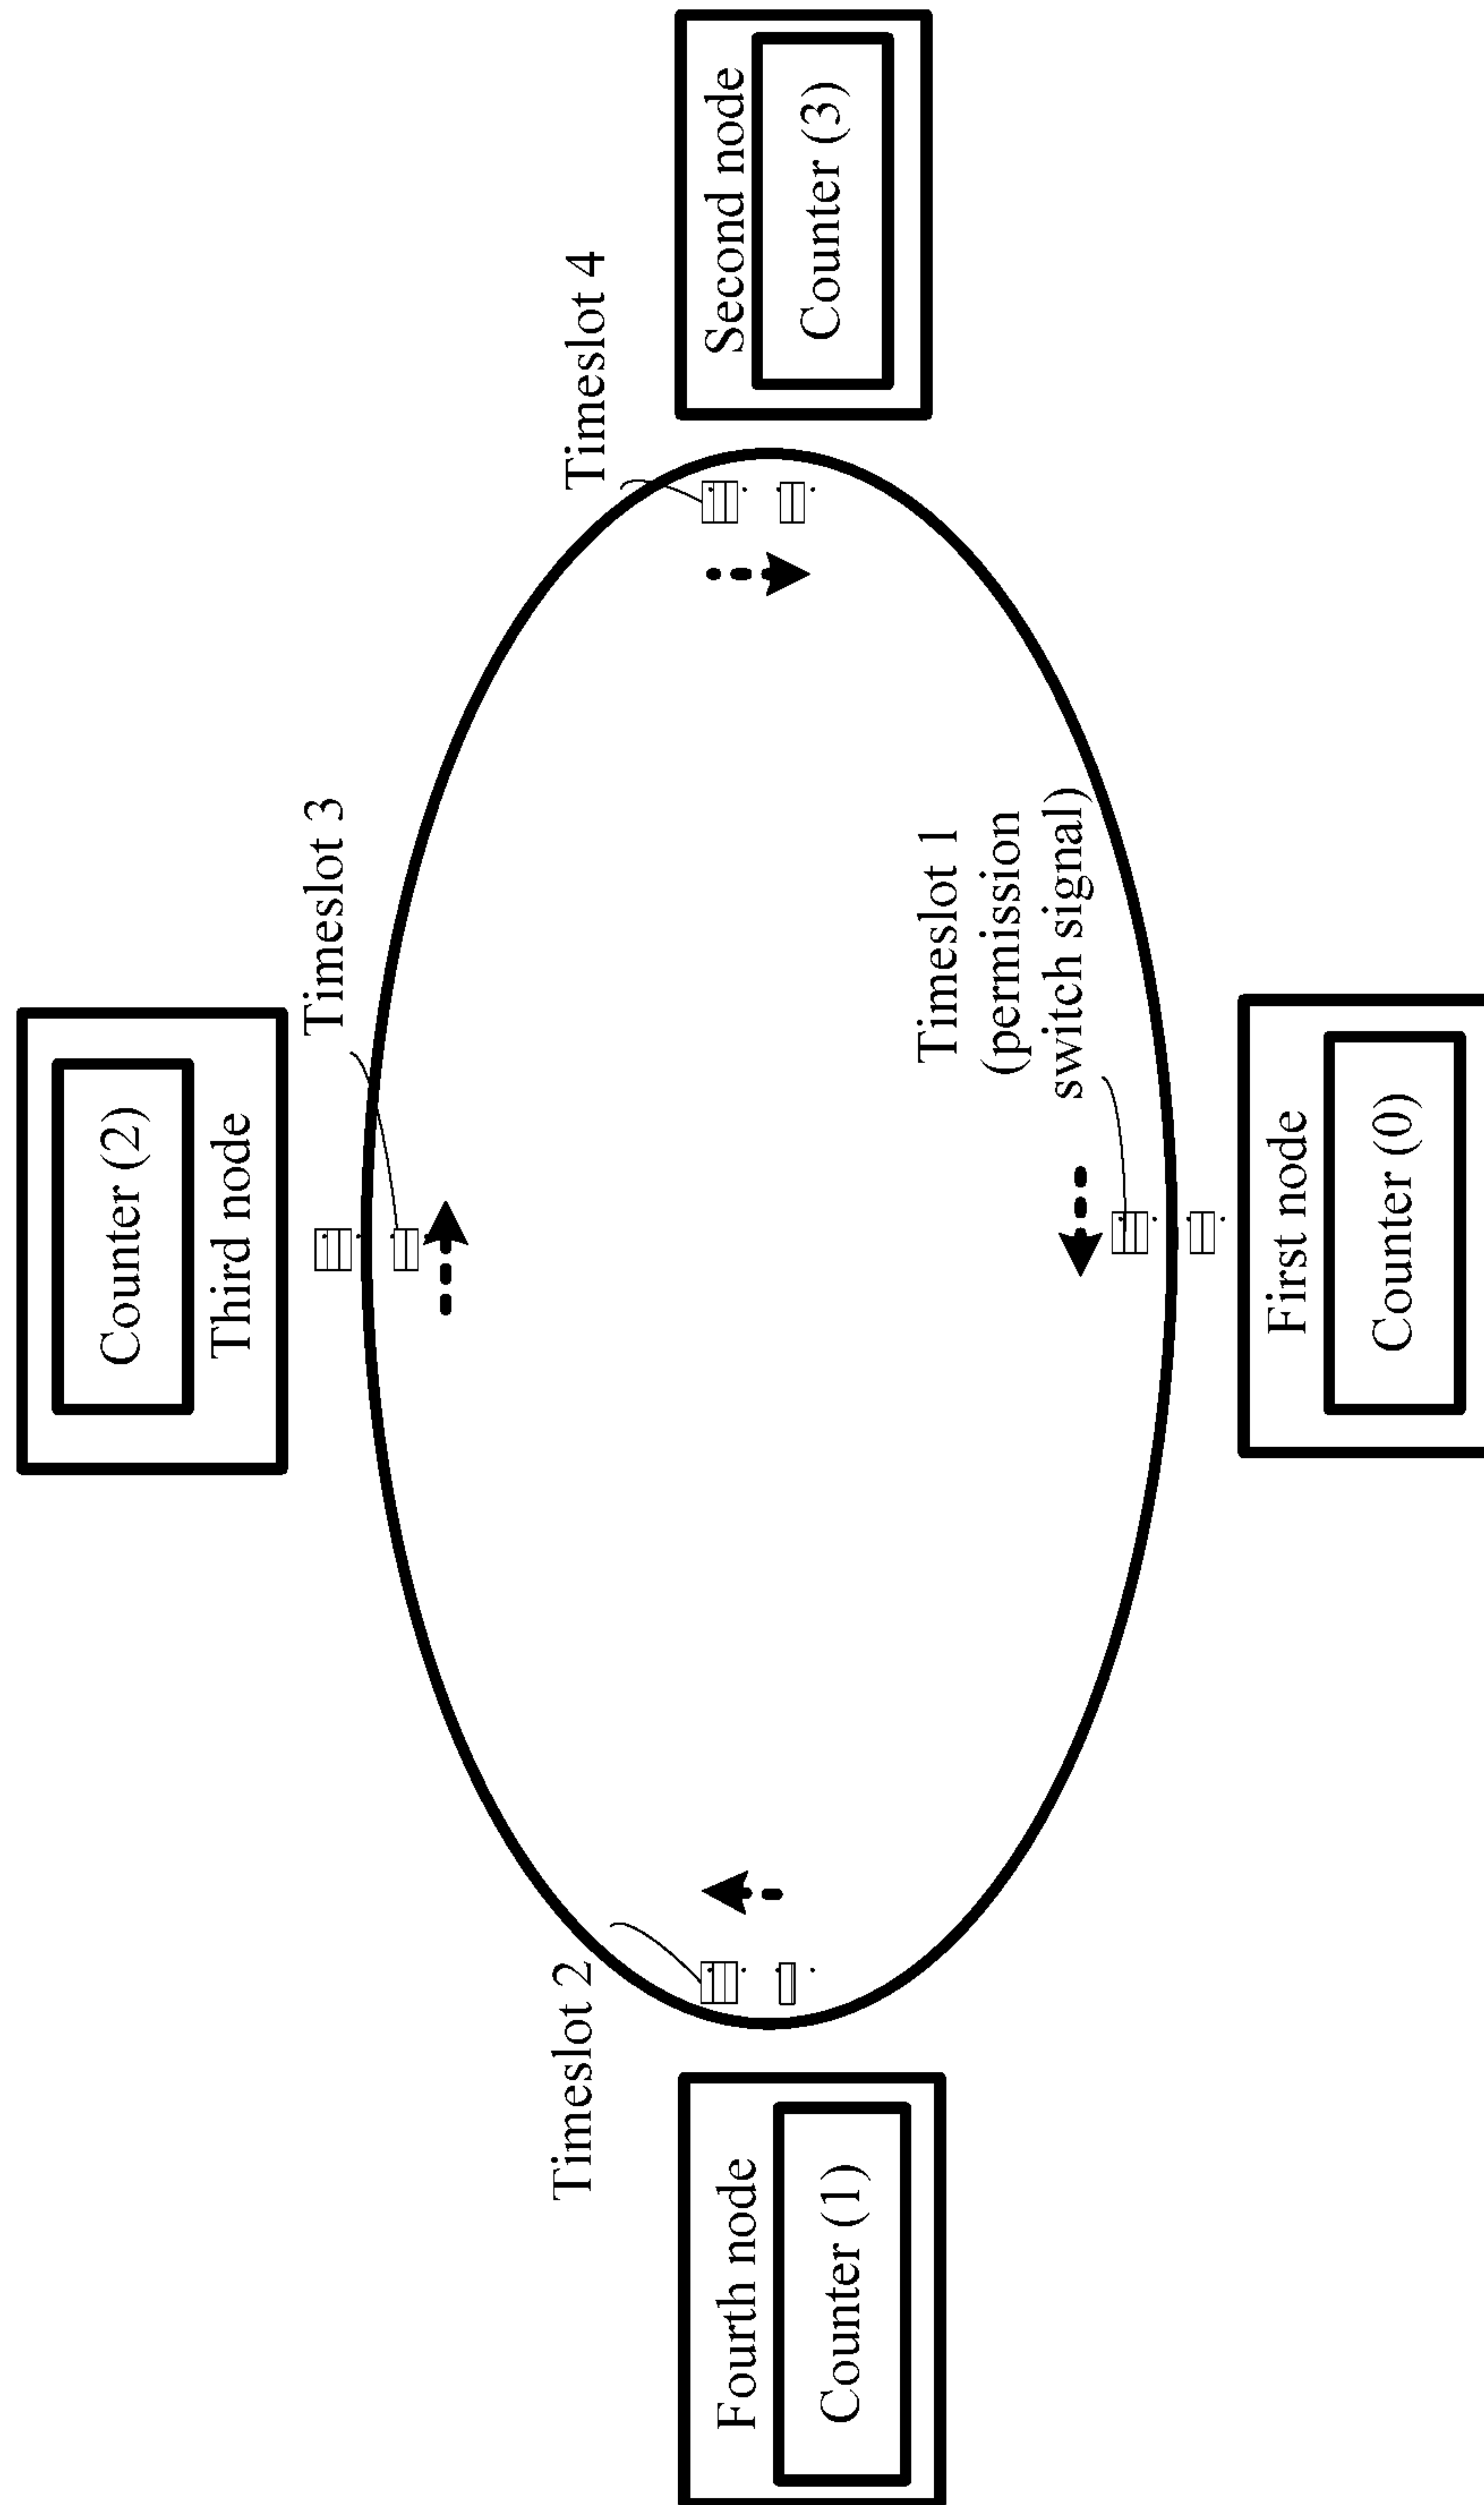 Second node
Counter (3)
Timeslot 4
Timeslot 3
Counter (2)
Third node
Timeslot 1
(permission
switch signal)
First node
Counter (0)
Timeslot 2
Fourth node
Counter (1)